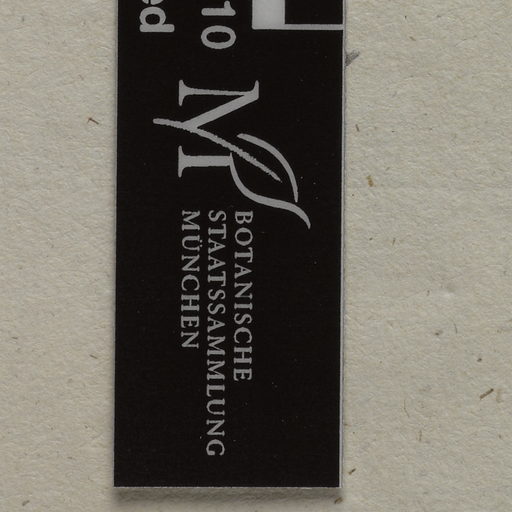 10
ed
M
BOTANISCHE
STAATSSAMMLUNG
MÜNCHEN